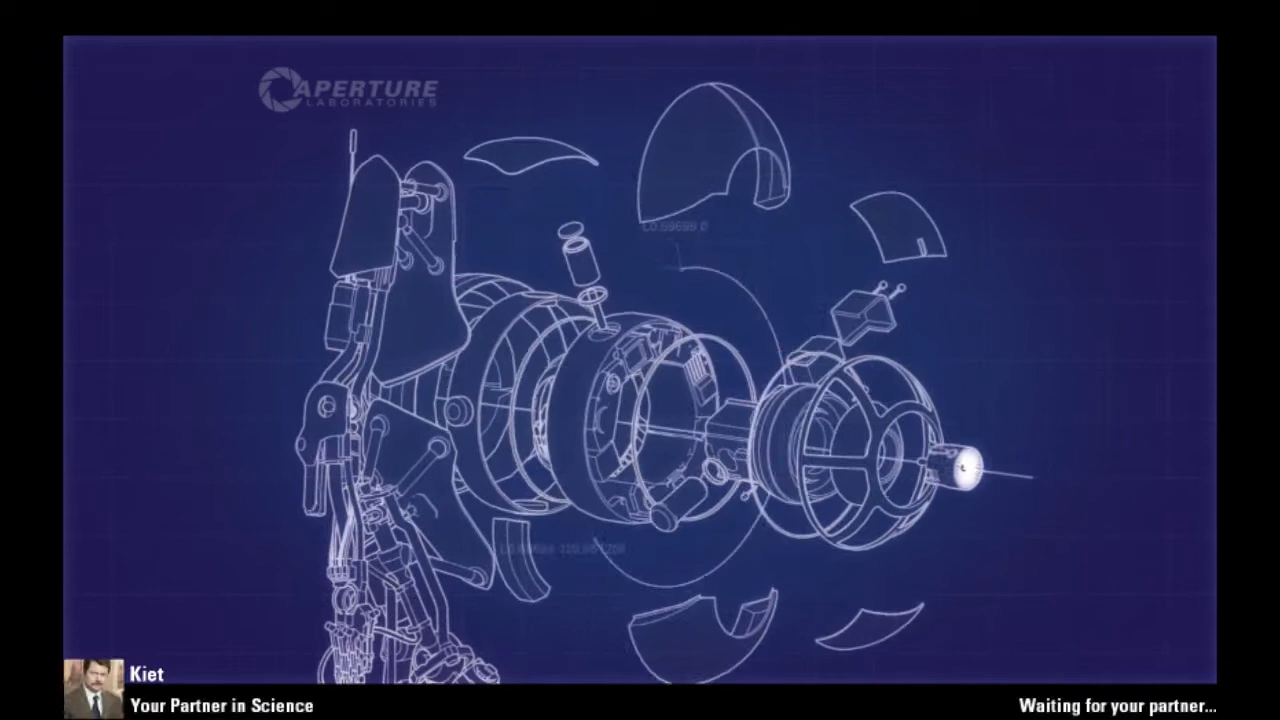 APERTURE
LABORATORIES
Kiet
Your Partner in Science
Waiting for your partner...